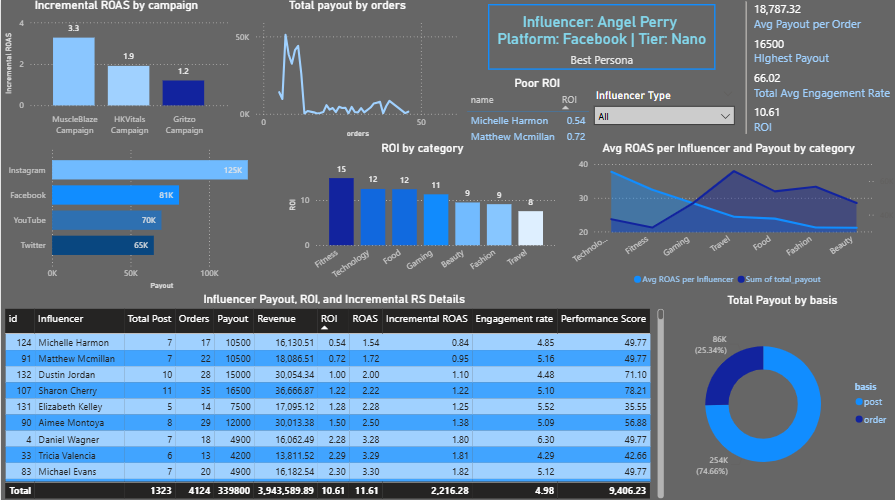 Incremental ROAS by campaign
Incremental ROAS
4
2
0
3.3
1.9
1.2
MuscleBlaze Campaign
HKVitals Campaign
Gritzo Campaign
Total payout by orders
50K
0K
0
50
orders
Influencer: Angel Perry
Platform: Facebook | Tier: Nano
Best Persona
18,787.32
Avg Payout per Order
16500
Highest Payout
66.02
Total Avg Engagement Rate
10.61
ROI
Poor ROI
name ROI
Michelle Harmon 0.54
Matthew Mcmillan 0.72
Influencer Type
All
Instagram 125K
Facebook 81K
YouTube 70K
Twitter 65K
0K 50K 100K
Payout
ROI by category
ROI
10
0
15 12 12 11 9 9 8
Fitness Technology Food Gaming Beauty Fashion Travel
Avg ROAS per Influencer and Payout by category
40
30
20
Technolo... Fitness Gaming Travel Food Fashion Beauty
Avg ROAS per Influencer Sum of total_payout
Influencer Payout, ROI, and Incremental RS Details
id Influencer Total Post Orders Payout Revenue ROI ROAS Incremental ROAS Engagement rate Performance Score
124 Michelle Harmon 7 17 10500 16,130.51 0.54 1.54 0.84 4.85 49.77
91 Matthew Mcmillan 7 22 10500 18,086.51 0.72 1.72 0.95 5.16 49.77
132 Dustin Jordan 10 28 15000 30,054.34 1.00 2.00 1.10 4.48 71.10
107 Sharon Cherry 11 35 16500 36,666.87 1.22 2.22 1.22 5.10 78.21
131 Elizabeth Kelley 5 14 7500 17,095.12 1.28 2.28 1.25 5.52 35.55
90 Aimee Montoya 8 29 12000 30,013.38 1.50 2.50 1.38 5.09 56.88
4 Daniel Wagner 7 18 4900 16,062.49 2.28 3.28 1.80 6.30 49.77
33 Tricia Valencia 6 13 4200 13,811.52 2.29 3.29 1.81 4.29 42.66
83 Michael Evans 7 20 4900 16,182.54 2.30 3.30 1.82 5.12 49.77
Total 1323 4124 339800 3,943,589.89 10.61 11.61 2,216.28 4.98 9,406.23
Total Payout by basis
86K
(25.34%)
254K
(74.66%)
basis
post
order